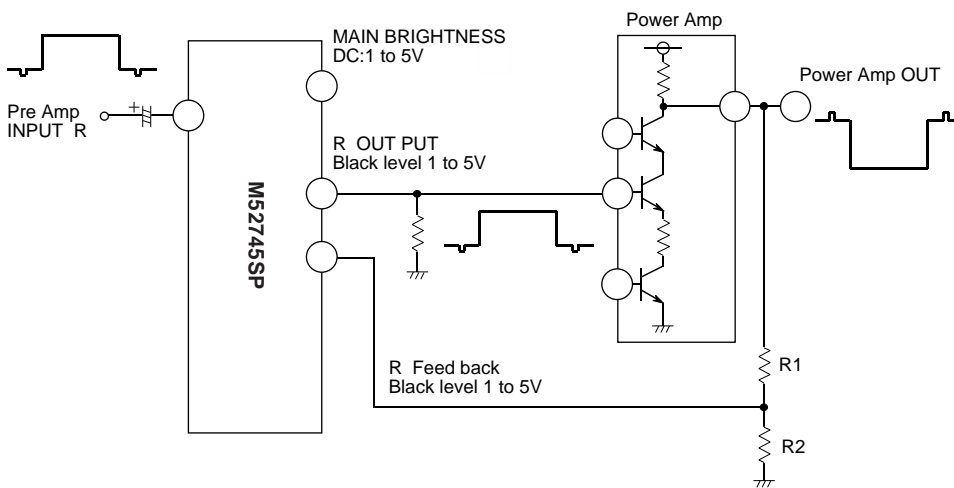 Power Amp
MAIN BRIGHTNESS
DC:1 to 5V
Power Amp OUT
Pre Amp
INPUT R
+
R OUT PUT
Black level 1 to 5V
M52745SP
R Feed back
Black level 1 to 5V
R1
R2